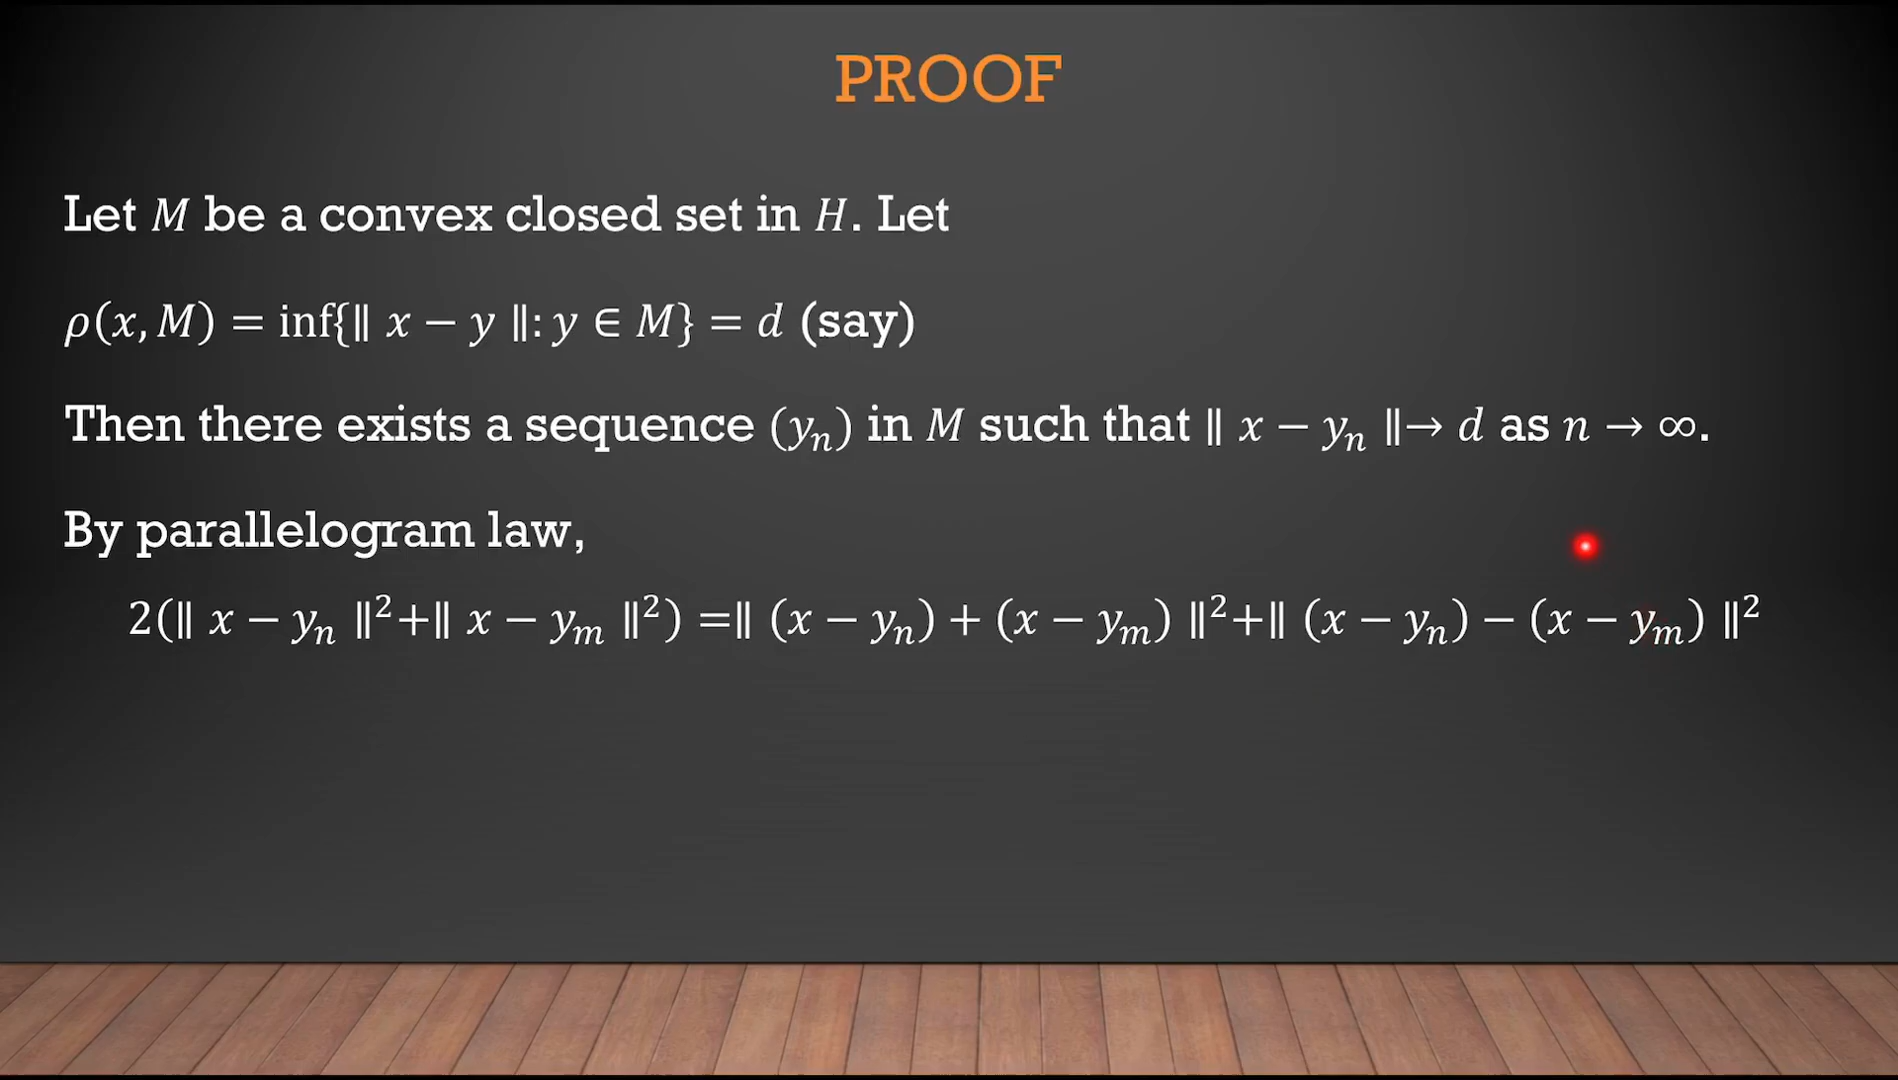 PROOF
Let M be a convex closed set in H. Let
ρ(x, M) = inf{‖ x − y ‖: y ∈ M} = d (say)
Then there exists a sequence (yₙ) in M such that ‖ x − yₙ ‖→ d as n → ∞.
By parallelogram law,
2(‖ x − yₙ ‖²+‖ x − yₘ ‖²) =‖ (x − yₙ) + (x − yₘ) ‖²+‖ (x − yₙ) − (x − yₘ) ‖²